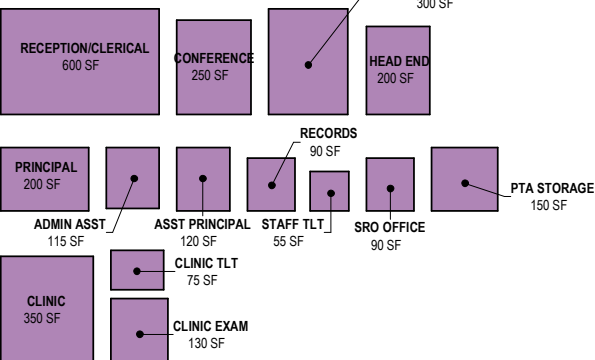 300 SF
RECEPTION/CLERICAL
600 SF
CONFERENCE
250 SF
HEAD END
200 SF
RECORDS
90 SF
PRINCIPAL
200 SF
PTA STORAGE
150 SF
ADMIN ASST
115 SF
ASST PRINCIPAL
120 SF
STAFF TLT
55 SF
SRO OFFICE
90 SF
CLINIC TLT
75 SF
CLINIC
350 SF
CLINIC EXAM
130 SF